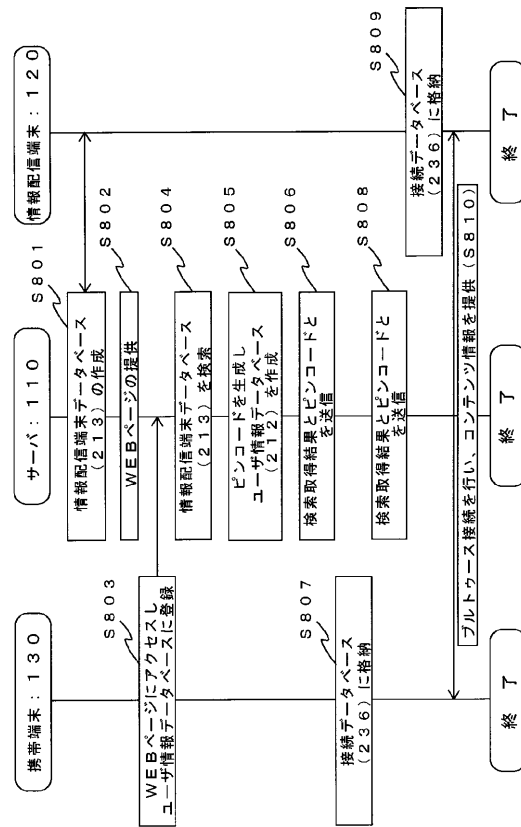 携帯端末：１３０
サーバ：１１０
情報配信端末：１２０
Ｓ８０１
情報配信端末データベース
（２１３）の作成
Ｓ８０２
ＷＥＢページの提供
Ｓ８０３
ＷＥＢページにアクセスし
ユーザ情報データベースに登録
Ｓ８０４
情報配信端末データベース
（２１３）を検索
Ｓ８０５
ピンコードを生成し
ユーザ情報データベース
（２１２）を作成
Ｓ８０６
検索取得結果とピンコードと
を送信
Ｓ８０７
接続データベース
（２３６）に格納
Ｓ８０８
検索取得結果とピンコードと
を送信
Ｓ８０９
接続データベース
（２３６）に格納
ブルトゥース接続を行い、コンテンツ情報を提供（Ｓ８１０）
終　了
終　了
終　了